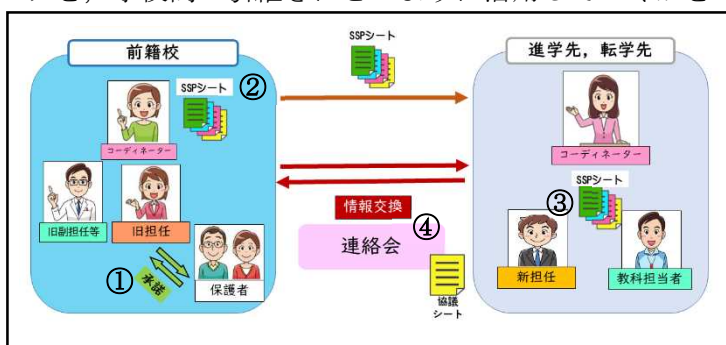 前籍校
SSPシート
②
コーディネーター
旧副担任等
旧担任
①
承諾
保護者
SSPシート
情報交換
連絡会
④
協議
シート
進学先，転学先
コーディネーター
SSPシート
③
新担任
教科担当者